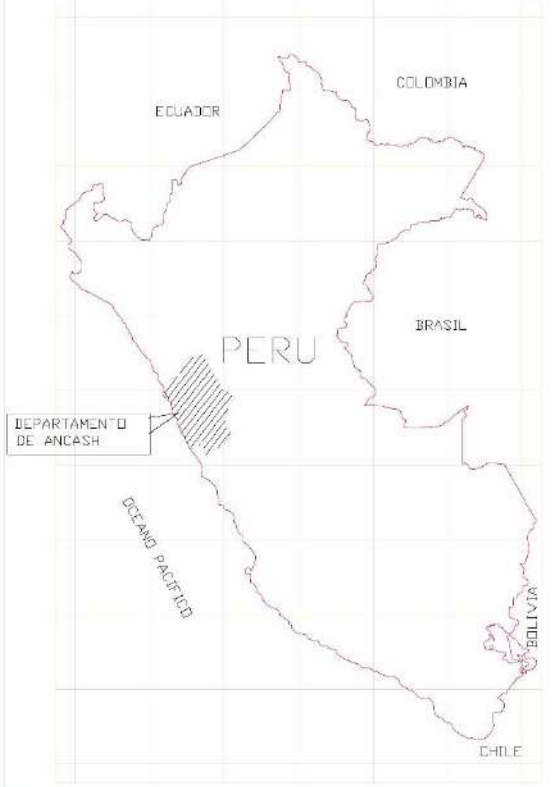 COLOMBIA
ECUADOR
BRASIL
PERU
DEPARTAMENTO
DE ANCASH
OCEANO PACIFICO
BOLIVIA
CHILE